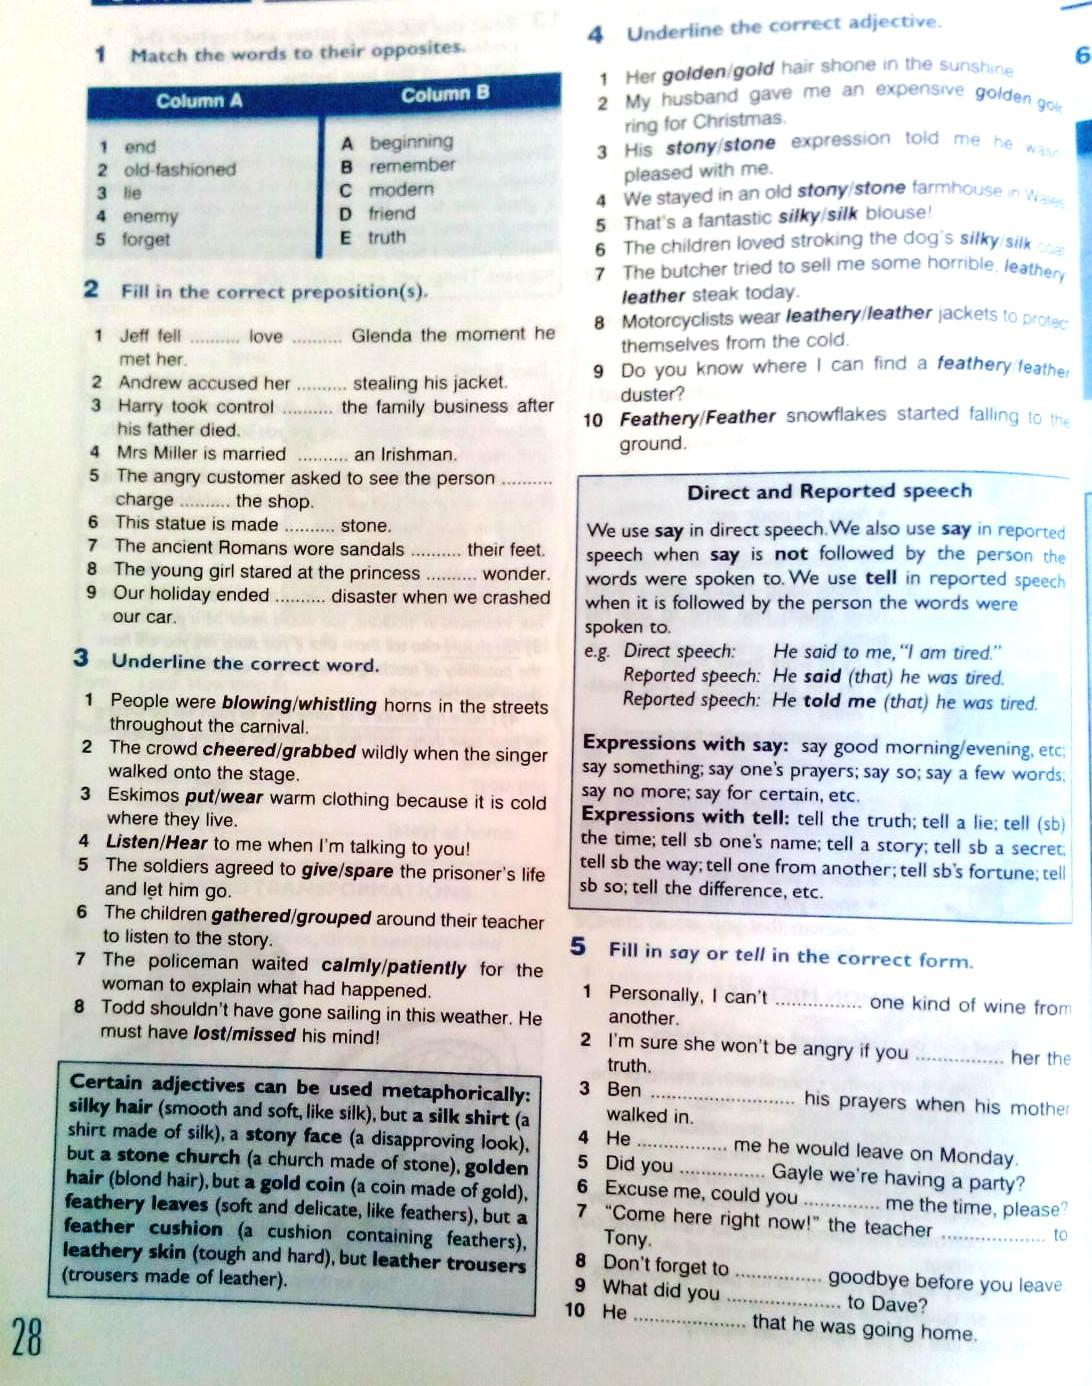 1 Match the words to their opposites.
Column A Column B
1 end A beginning
2 old-fashioned B remember
3 lie C modern
4 enemy D friend
5 forget E truth
2 Fill in the correct preposition(s).
1 Jeff fell .......... love .......... Glenda the moment he
met her.
2 Andrew accused her .......... stealing his jacket.
3 Harry took control .......... the family business after
his father died.
4 Mrs Miller is married .......... an Irishman.
5 The angry customer asked to see the person ..........
charge .......... the shop.
6 This statue is made .......... stone.
7 The ancient Romans wore sandals .......... their feet.
8 The young girl stared at the princess .......... wonder.
9 Our holiday ended .......... disaster when we crashed
our car.
3 Underline the correct word.
1 People were blowing/whistling horns in the streets
throughout the carnival.
2 The crowd cheered/grabbed wildly when the singer
walked onto the stage.
3 Eskimos put/wear warm clothing because it is cold
where they live.
4 Listen/Hear to me when I'm talking to you!
5 The soldiers agreed to give/spare the prisoner's life
and let him go.
6 The children gathered/grouped around their teacher
to listen to the story.
7 The policeman waited calmly/patiently for the
woman to explain what had happened.
8 Todd shouldn't have gone sailing in this weather. He
must have lost/missed his mind!
Certain adjectives can be used metaphorically:
silky hair (smooth and soft, like silk), but a silk shirt (a
shirt made of silk), a stony face (a disapproving look),
but a stone church (a church made of stone), golden
hair (blond hair), but a gold coin (a coin made of gold),
feathery leaves (soft and delicate, like feathers), but a
feather cushion (a cushion containing feathers),
leathery skin (tough and hard), but leather trousers
(trousers made of leather).
28
4 Underline the correct adjective.
1 Her golden/gold hair shone in the sunshine
2 My husband gave me an expensive golden
ring for Christmas.
3 His stony/stone expression told me he
pleased with me.
4 We stayed in an old stony/stone farmhouse in Wales
5 That's a fantastic silky/silk blouse!
6 The children loved stroking the dog's silky/silk
7 The butcher tried to sell me some horrible, leathery
leather steak today.
8 Motorcyclists wear leathery/leather jackets to protec
themselves from the cold.
9 Do you know where I can find a feathery/feather
duster?
10 Feathery/Feather snowflakes started falling to the
ground.
6
Direct and Reported speech
We use say in direct speech. We also use say in reported
speech when say is not followed by the person the
words were spoken to. We use tell in reported speech
when it is followed by the person the words were
spoken to.
e.g. Direct speech: He said to me, "I am tired."
Reported speech: He said (that) he was tired.
Reported speech: He told me (that) he was tired.
Expressions with say: say good morning/evening, etc;
say something; say one's prayers; say so; say a few words;
say no more; say for certain, etc.
Expressions with tell: tell the truth; tell a lie; tell (sb)
the time; tell sb one's name; tell a story; tell sb a secret;
tell sb the way; tell one from another; tell sb's fortune; tell
sb so; tell the difference, etc.
5 Fill in say or tell in the correct form.
1 Personally, I can't ................ one kind of wine from
another.
2 I'm sure she won't be angry if you ................ her the
truth.
3 Ben ........................... his prayers when his mother
walked in.
4 He ................. me he would leave on Monday.
5 Did you ................ Gayle we're having a party?
6 Excuse me, could you .............. me the time, please?
7 "Come here right now!" the teacher .................... to
Tony.
8 Don't forget to ................ goodbye before you leave
9 What did you ...................... to Dave?
10 He ..................... that he was going home.